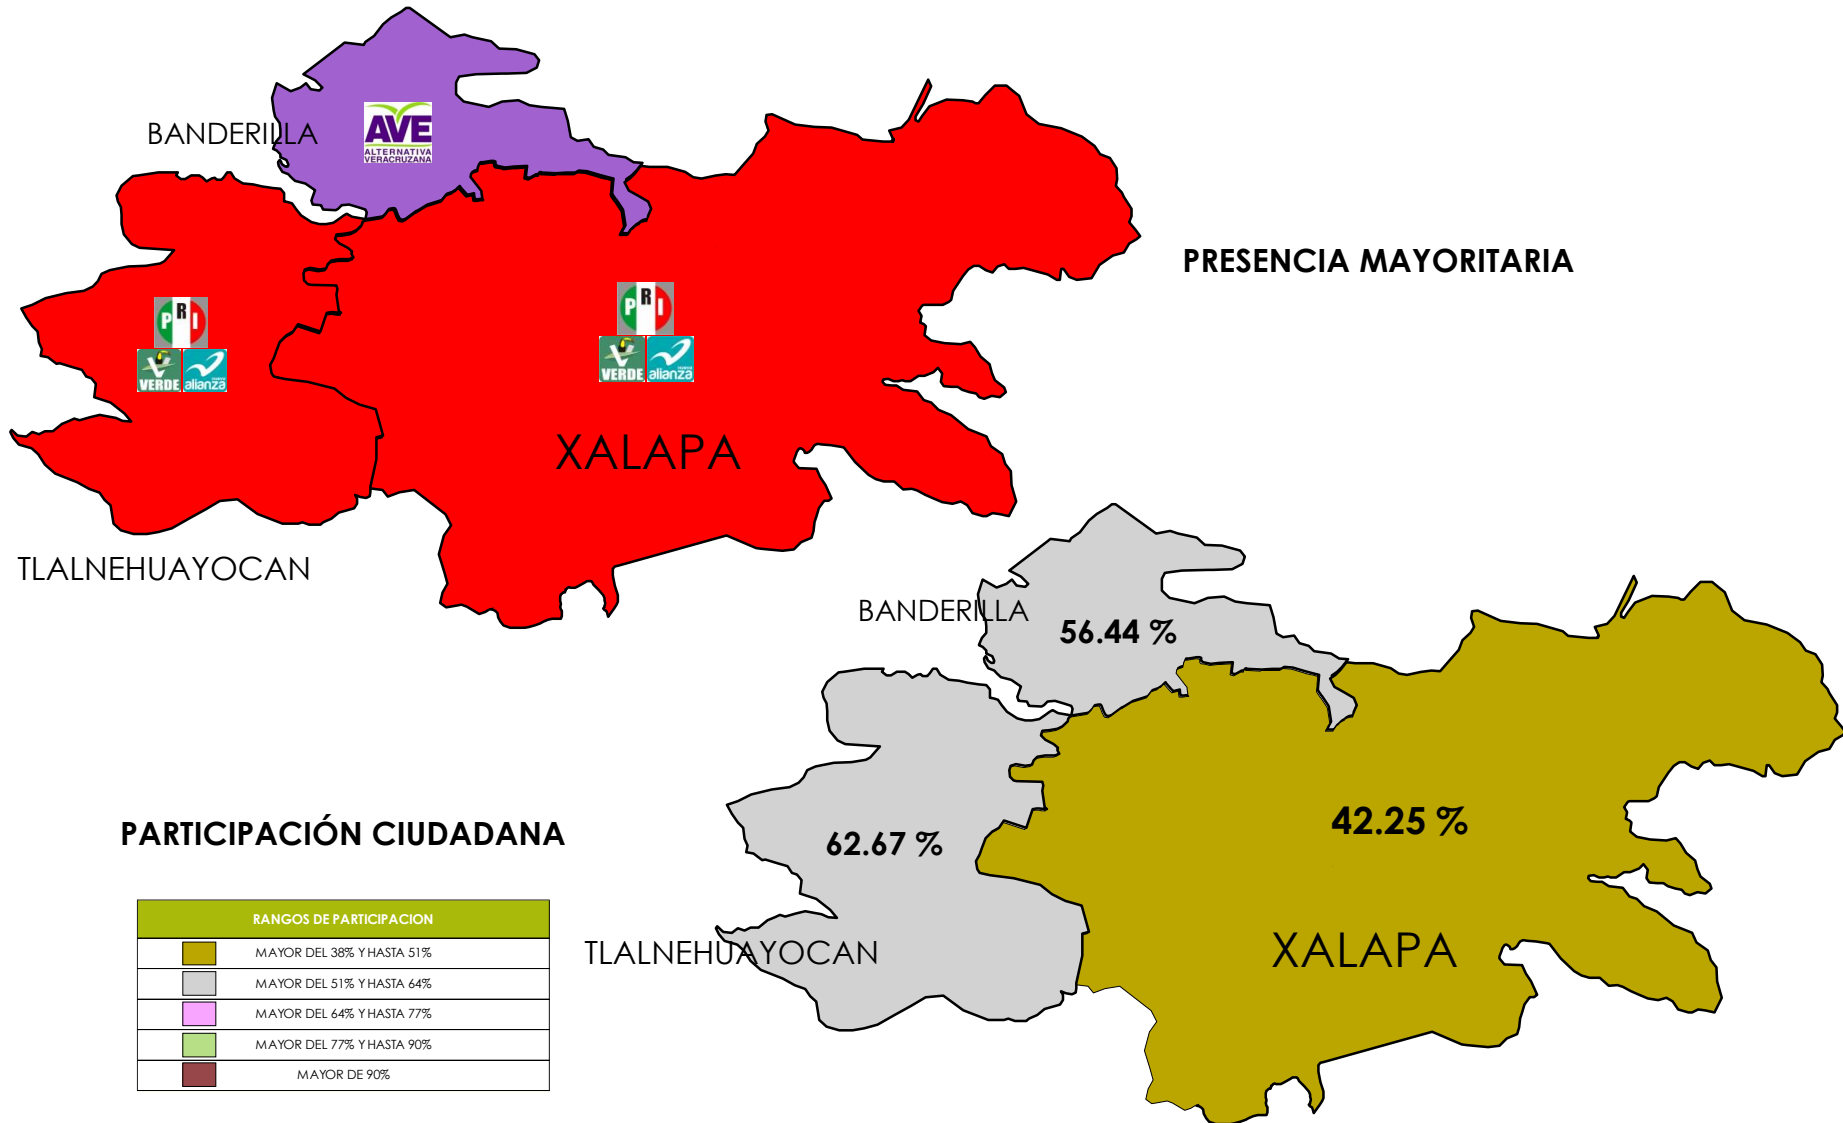 BANDERILLA
AVE
ALTERNATIVA
VERACRUZANA
PRESENCIA MAYORITARIA
PRI
VERDE
alianza
PRI
VERDE
alianza
XALAPA
TLALNEHUAYOCAN
BANDERILLA
56.44 %
62.67 %
42.25 %
TLALNEHUAYOCAN
XALAPA
PARTICIPACIÓN CIUDADANA
RANGOS DE PARTICIPACION
MAYOR DEL 38% Y HASTA 51%
MAYOR DEL 51% Y HASTA 64%
MAYOR DEL 64% Y HASTA 77%
MAYOR DEL 77% Y HASTA 90%
MAYOR DE 90%